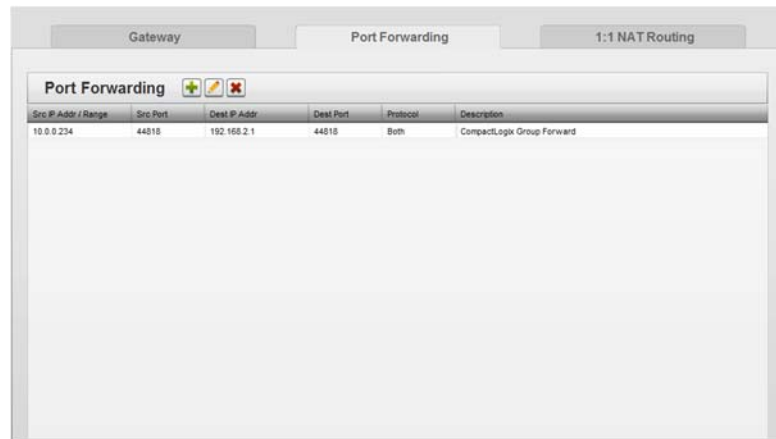 Gateway Port Forwarding 1:1 NAT Routing
Port Forwarding
Src IP Addr / Range Src Port Dest IP Addr Dest Port Protocol Description
10.0.0.234 44818 192.168.2.1 44818 Both CompactLogix Group Forward